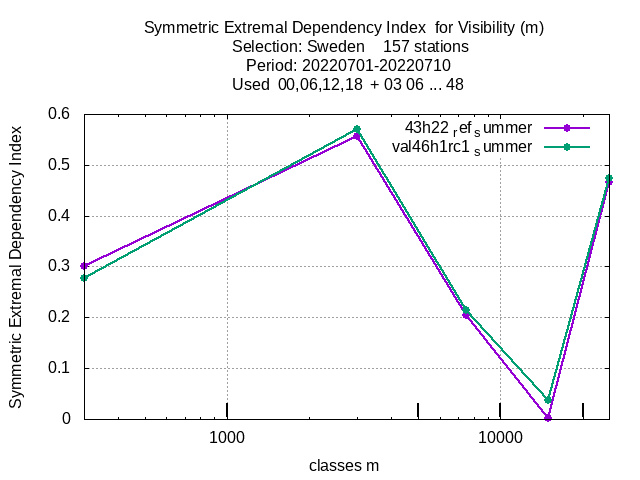 Symmetric Extremal Dependency Index  for Visibility (m)
Selection: Sweden    157 stations
Period: 20220701-20220710
Used  00,06,12,18  + 03 06 ... 48
Symmetric Extremal Dependency Index
0.6
0.5
0.4
0.3
0.2
0.1
0
43h22 ref summer
val46h1rc1 summer
1000
10000
classes m